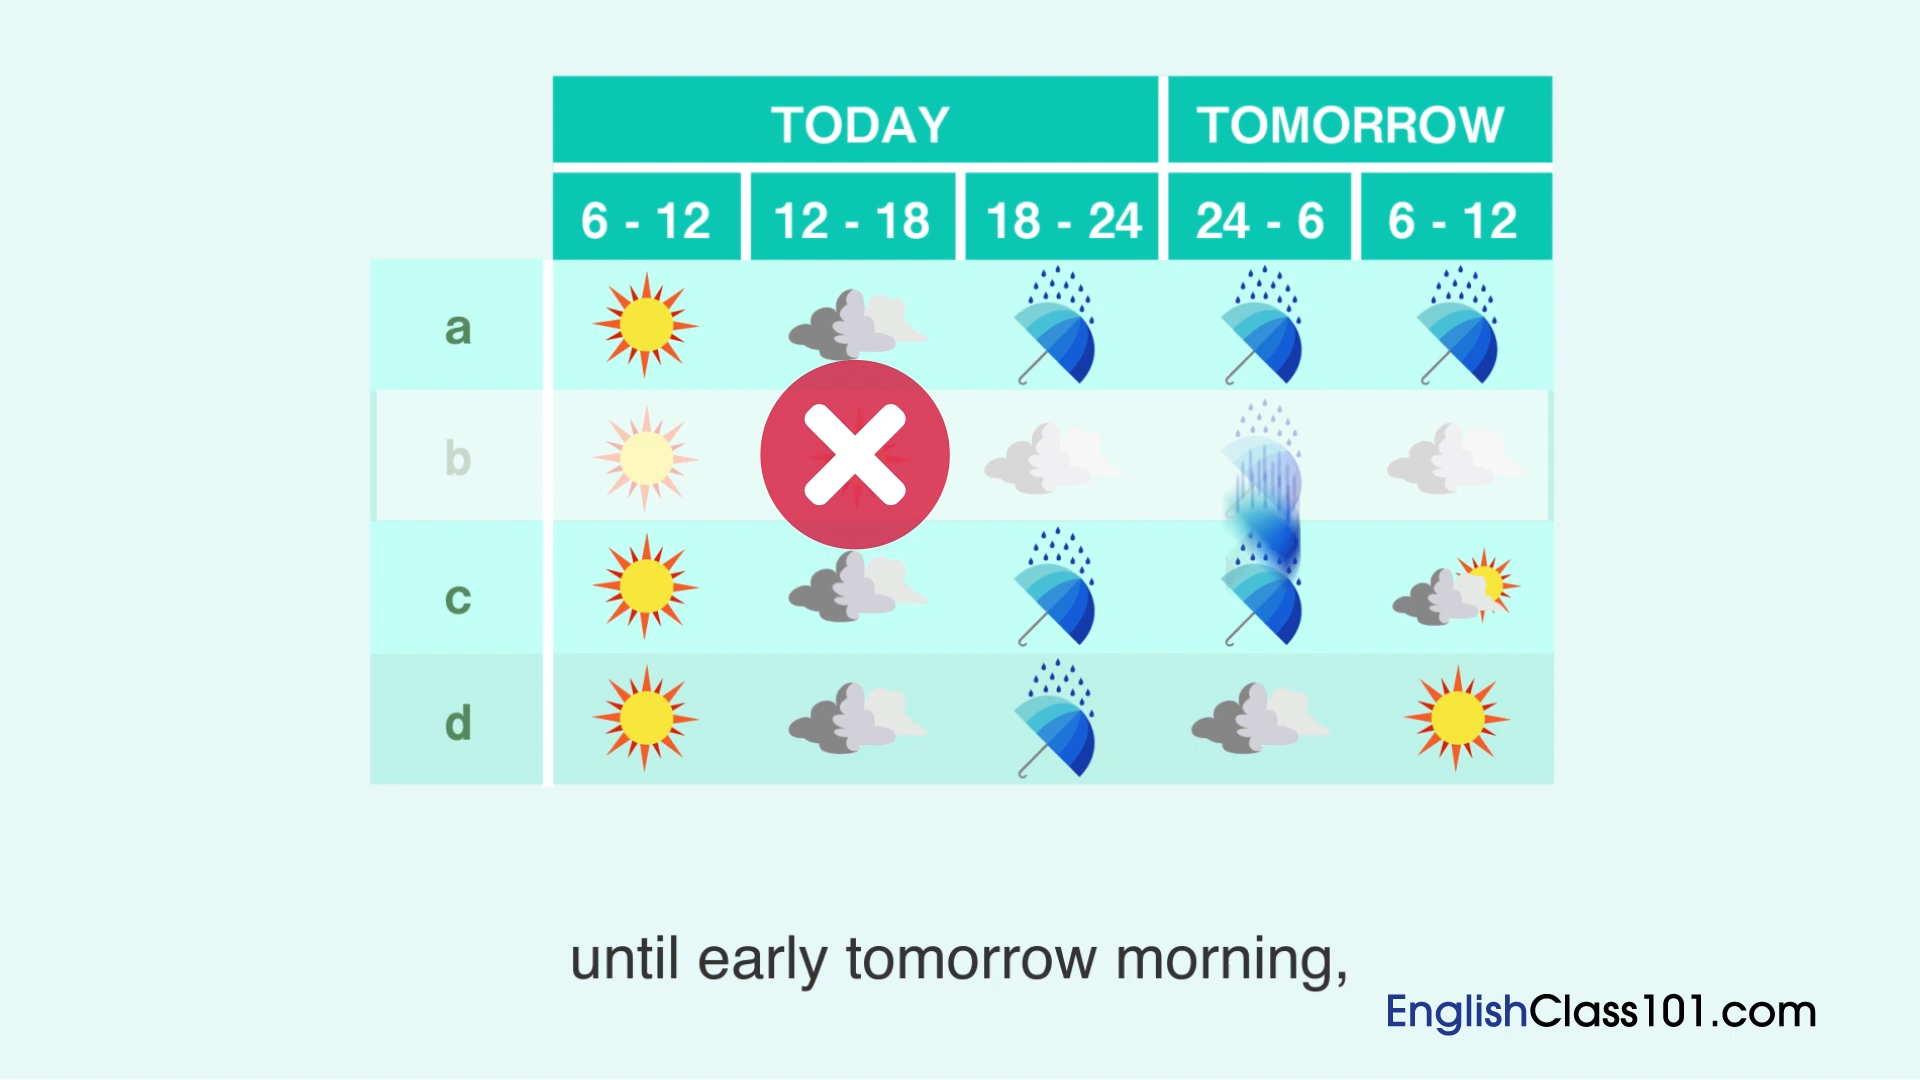 TODAY TOMORROW
6 - 12 12 - 18 18 - 24 24 - 6 6 - 12
a
b
c
d
until early tomorrow morning,
EnglishClass101.com